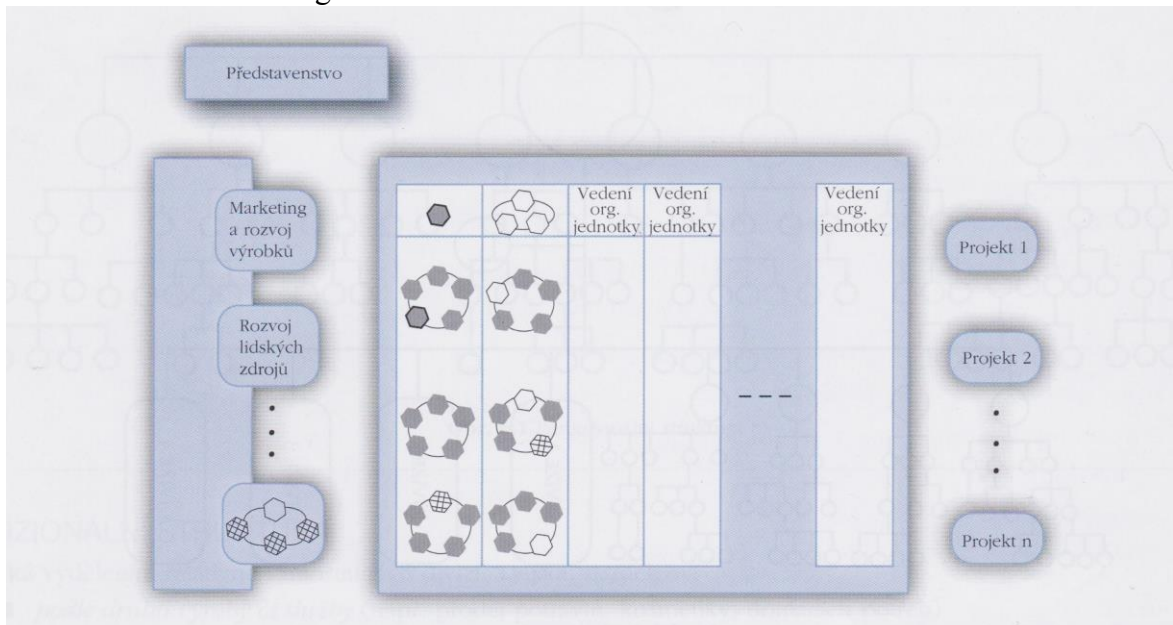 Představenstvo
Marketing
a rozvoj
výrobků
Rozvoj
lidských
zdrojů
Vedení
org.
jednotky
Vedení
org.
jednotky
Vedení
org.
jednotky
Projekt 1
Projekt 2
Projekt n